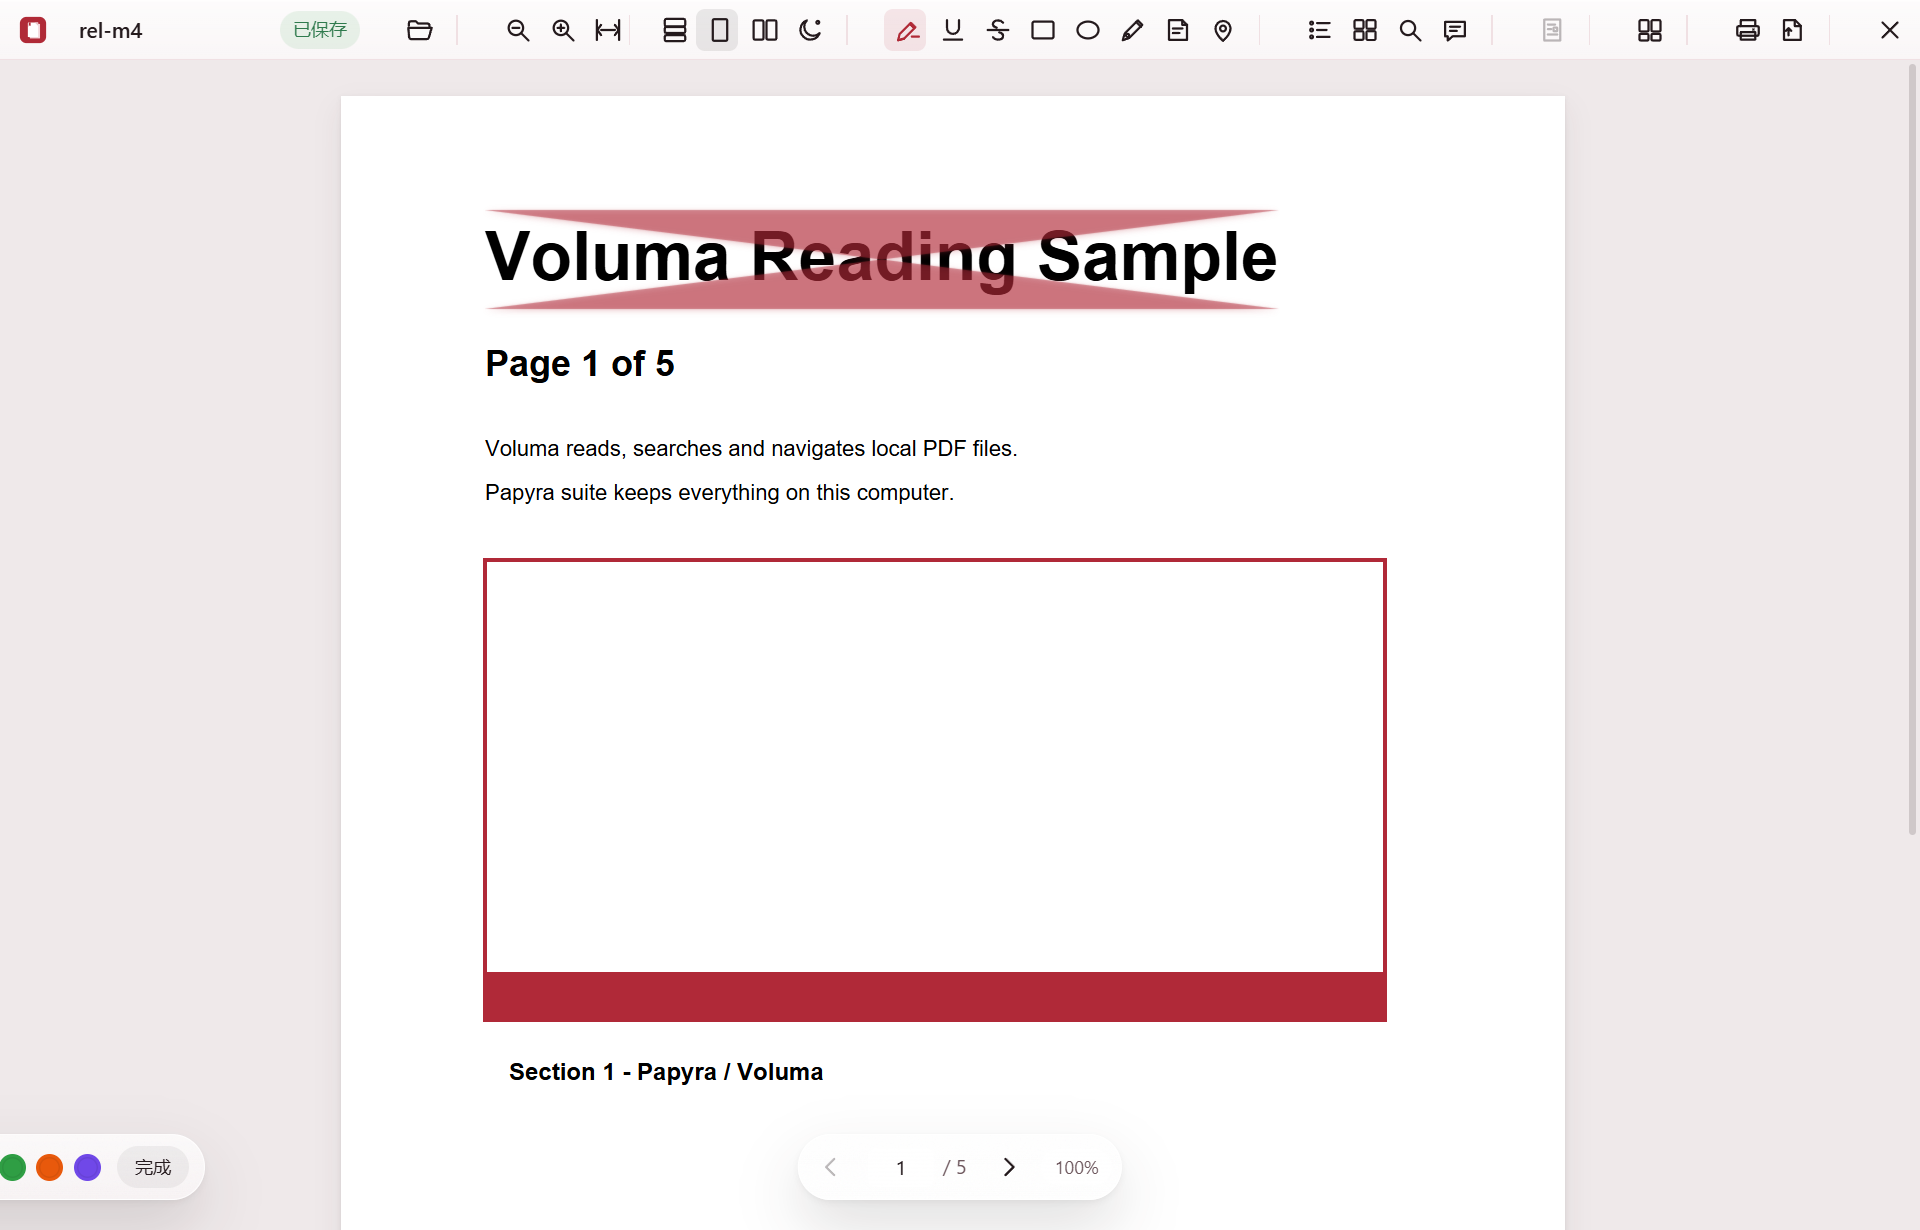 rel-m4
已保存
Voluma Reading Sample
Page 1 of 5
Voluma reads, searches and navigates local PDF files.
Papyra suite keeps everything on this computer.
Section 1 - Papyra / Voluma
完成
1 / 5
100%